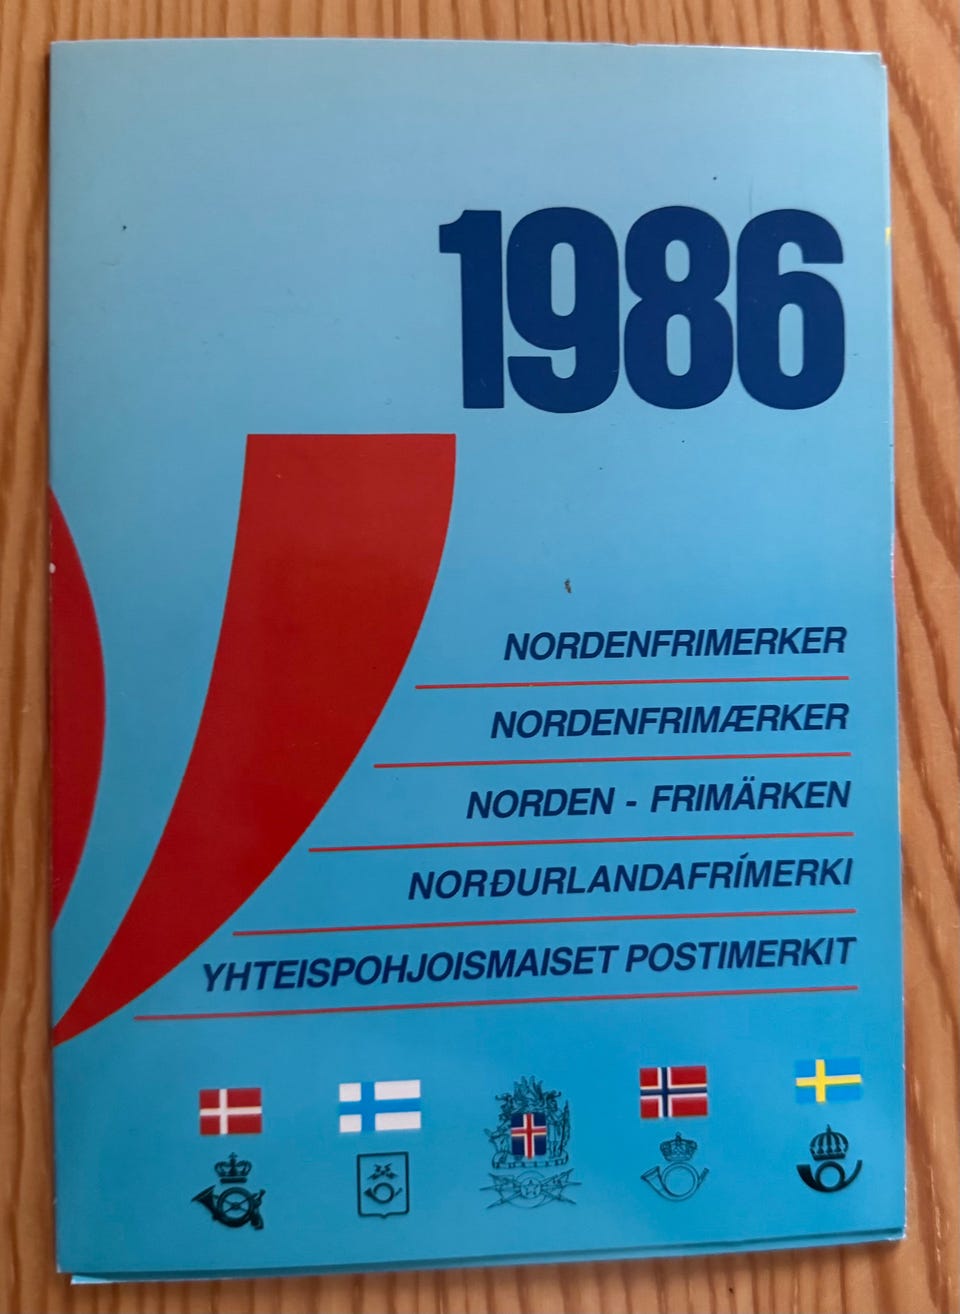 1986
NORDENFRIMERKER
NORDENFRIMÆRKER
NORDEN - FRIMÄRKEN
NORÐURLANDAFRÍMERKI
YHTEISPOHJOISMAISET POSTIMERKIT